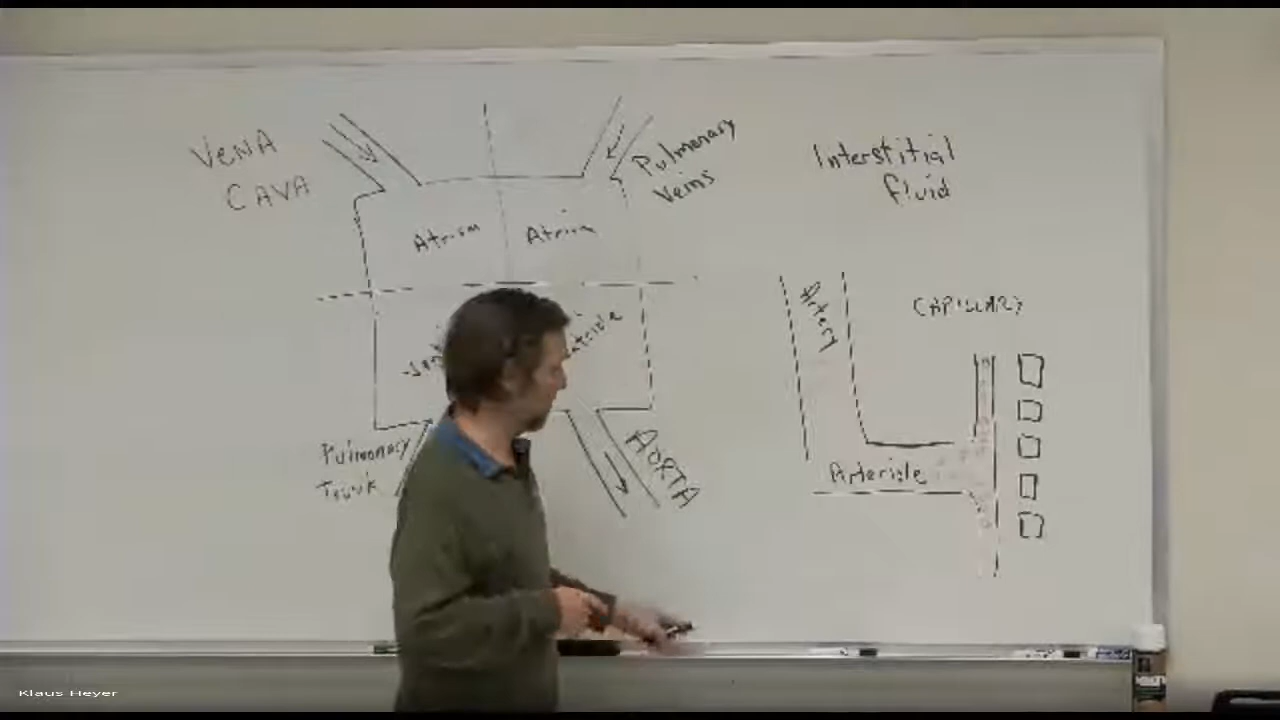 VENA
CAVA
Pulmonary
Veins
Interstitial
fluid
Atrium
Atrium
Artery
CAPILLARY
Pulmonary
Trunk
AORTA
Arteriole
Klaus Heyer